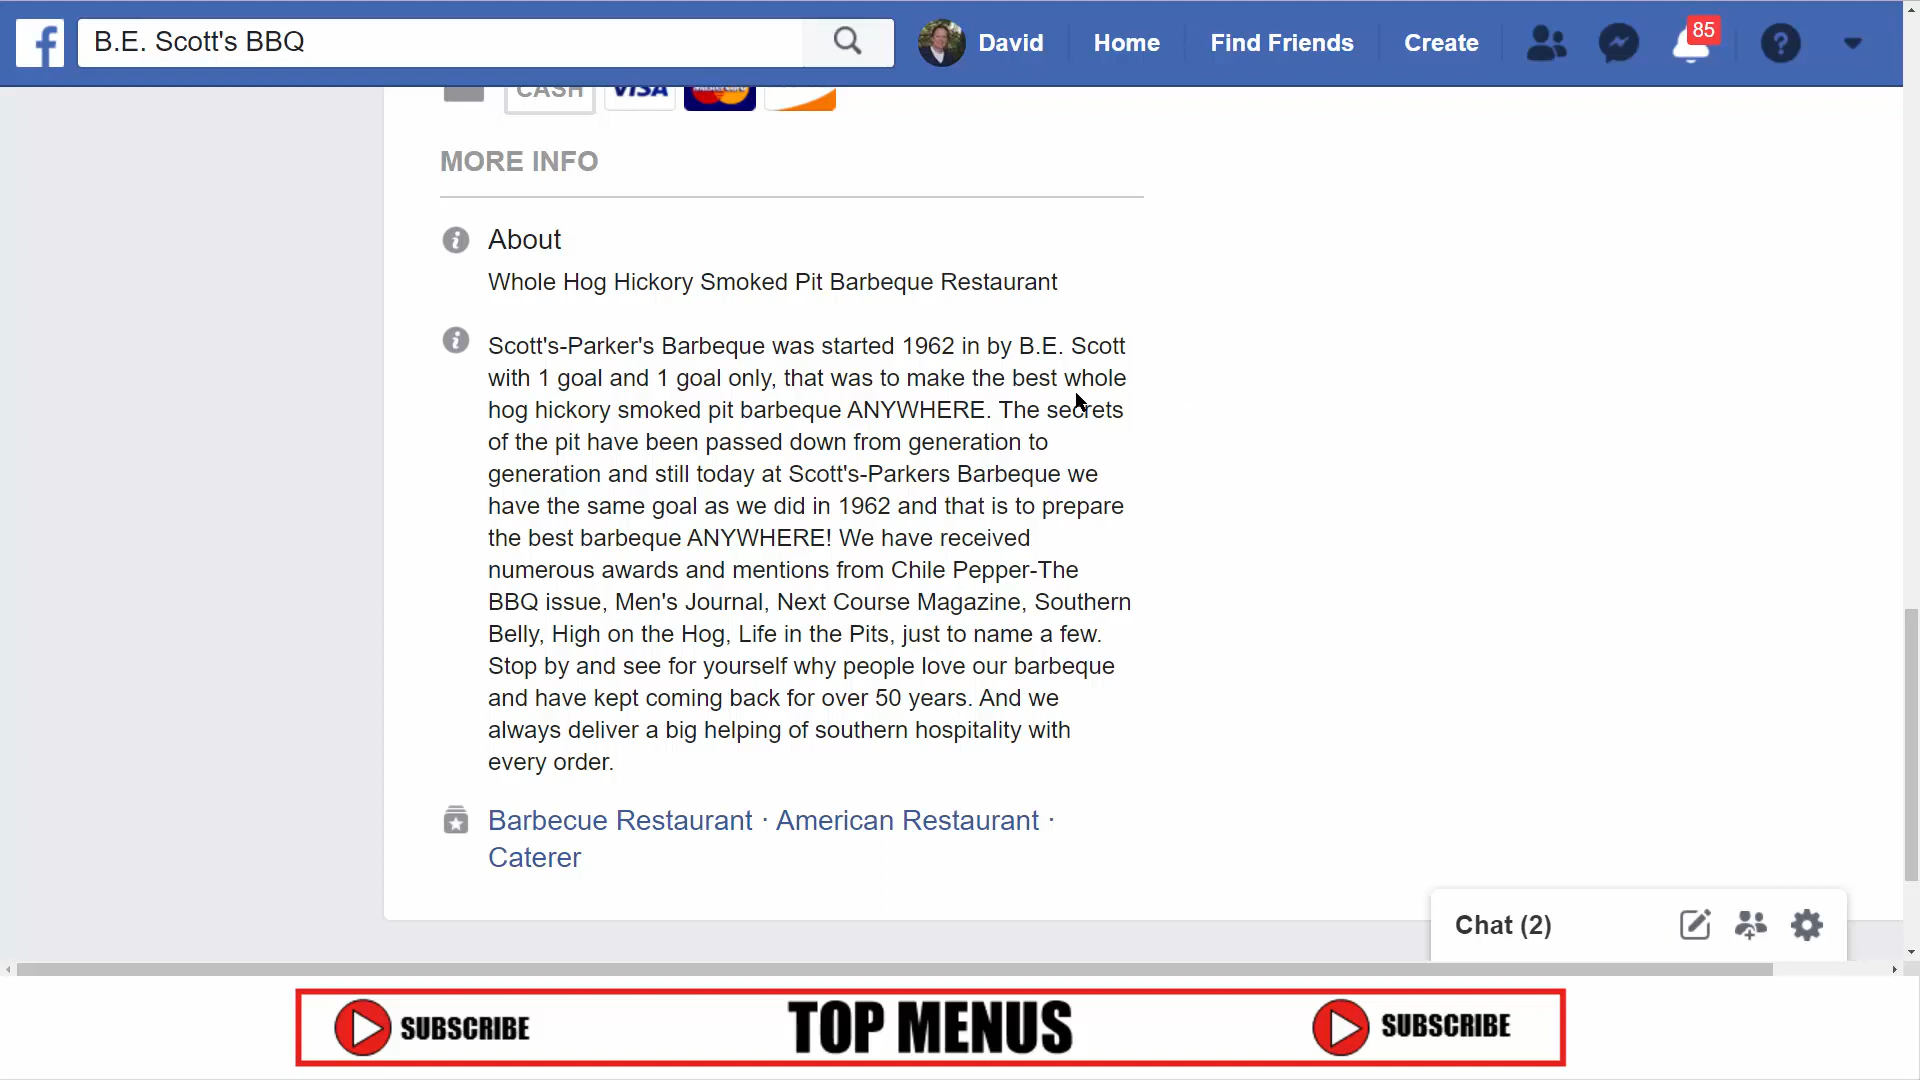 B.E. Scott's BBQ
David
Home
Find Friends
Create
85
CASH
VISA
MORE INFO
About
Whole Hog Hickory Smoked Pit Barbeque Restaurant
Scott's-Parker's Barbeque was started 1962 in by B.E. Scott
with 1 goal and 1 goal only, that was to make the best whole
hog hickory smoked pit barbeque ANYWHERE. The secrets
of the pit have been passed down from generation to
generation and still today at Scott's-Parkers Barbeque we
have the same goal as we did in 1962 and that is to prepare
the best barbeque ANYWHERE! We have received
numerous awards and mentions from Chile Pepper-The
BBQ issue, Men's Journal, Next Course Magazine, Southern
Belly, High on the Hog, Life in the Pits, just to name a few.
Stop by and see for yourself why people love our barbeque
and have kept coming back for over 50 years. And we
always deliver a big helping of southern hospitality with
every order.
Barbecue Restaurant · American Restaurant ·
Caterer
Chat (2)
SUBSCRIBE
TOP MENUS
SUBSCRIBE